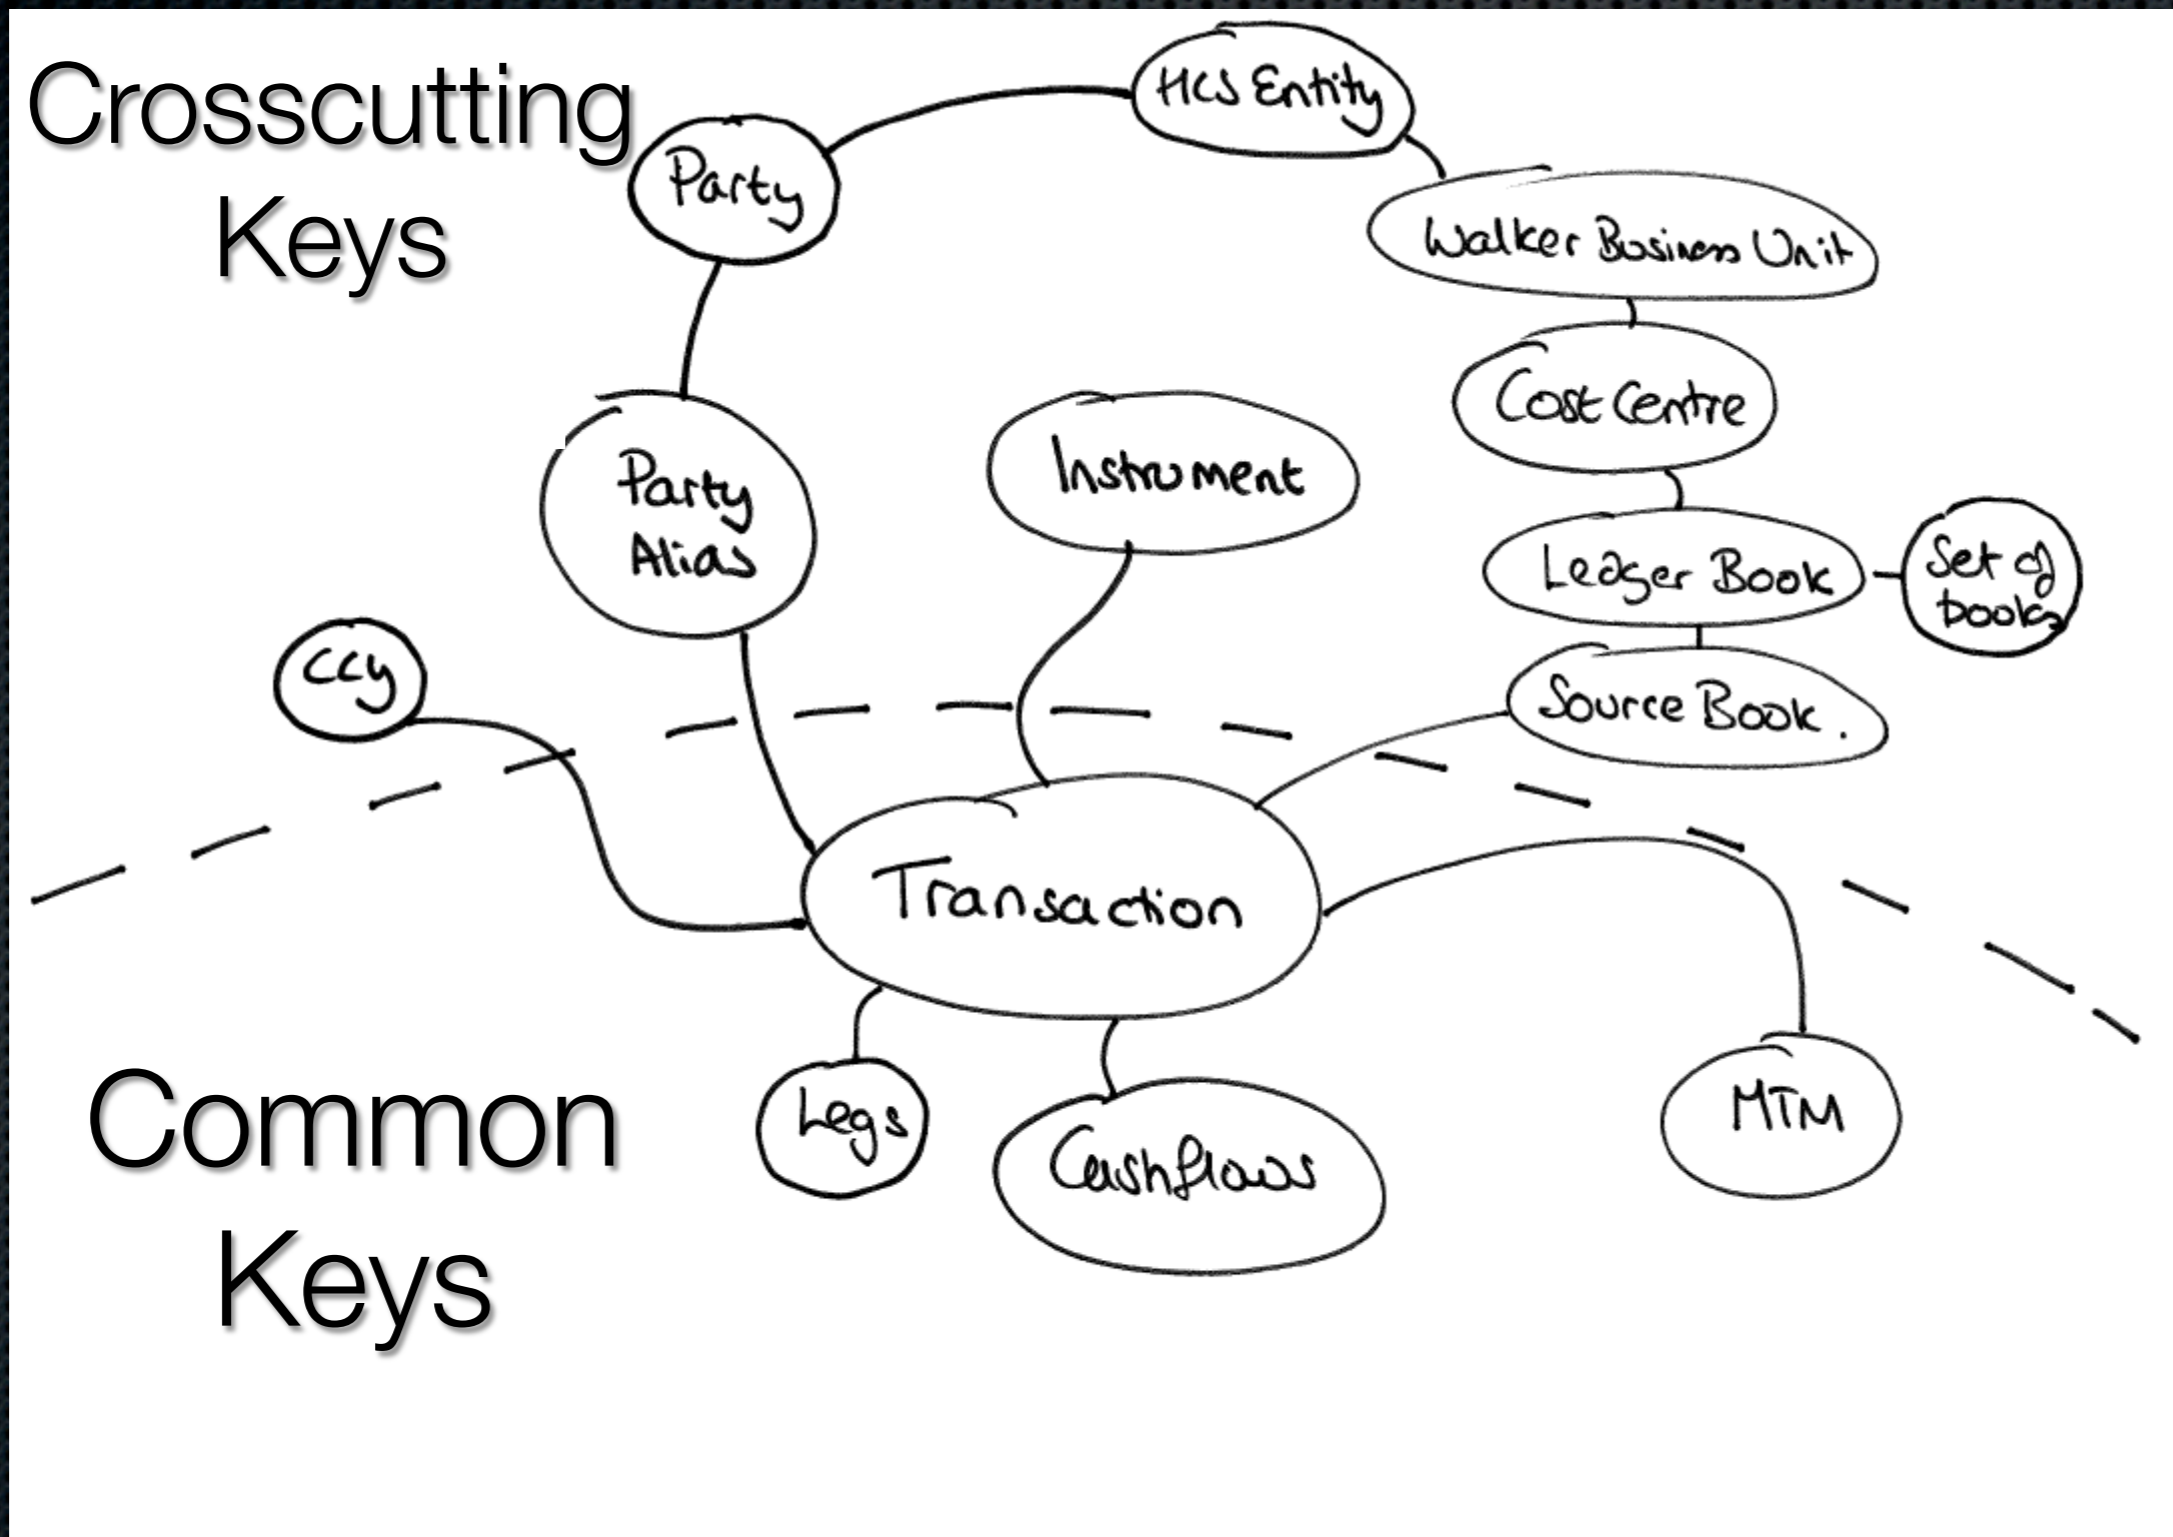 Crosscutting
Keys
HCS Entity
Party
Walker Business Unit
Cost Centre
Party
Alias
Instrument
Ledger Book
Set of
books
Ccy
Source Book.
Transaction
Common
Keys
Legs
Cashflows
MTM